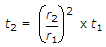 t₂ = (r₂/r₁)² x t₁